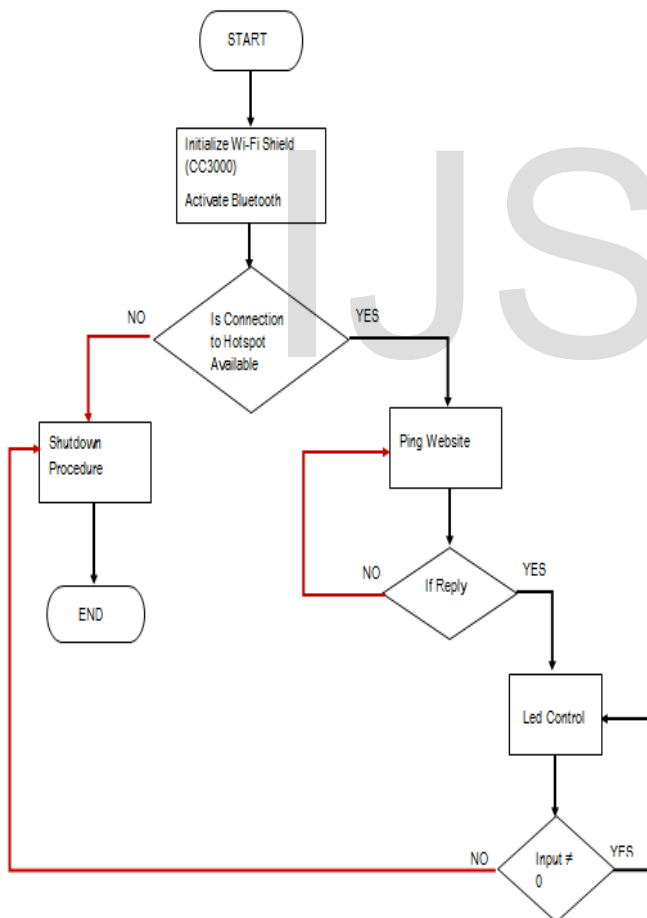 START
Initialize Wi-Fi Shield
(CC3000)
Activate Bluetooth
IJS
NO
Is Connection
to Hotspot
Available
YES
Shutdown
Procedure
Ping Website
END
NO
If Reply
YES
Led Control
NO
Input ≠
0
YES